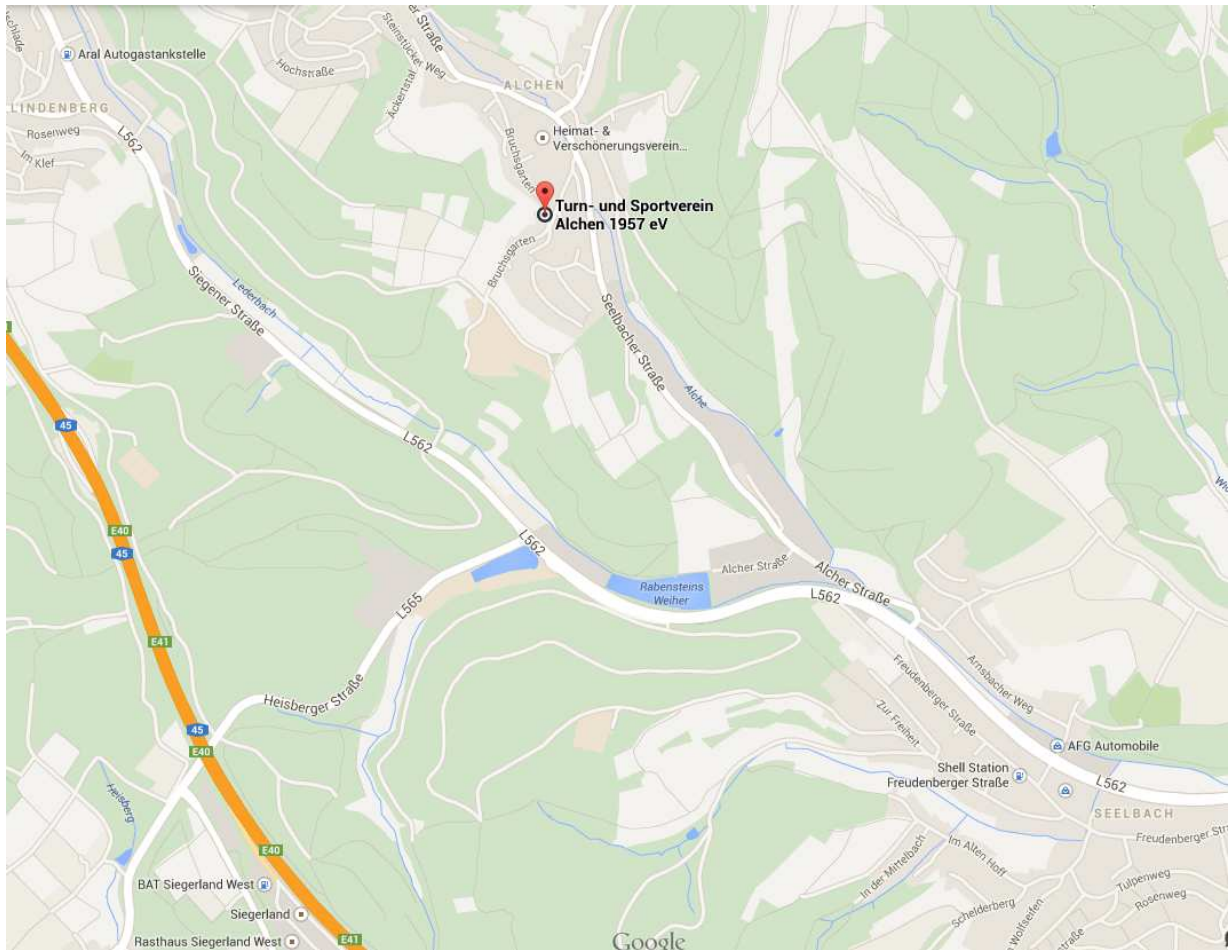 Aral Autogastankstelle
Hochstraße
Steinstücker Weg
Äckertstal
ALCHEN
LINDENBERG
Rosenweg
Im Klef
L562
Heimat- &
Verschönerungsverein...
Bruchsgarten
Turn- und Sportverein
Alchen 1957 eV
Bruchsgarten
Lederbach
Siegener Straße
Seelbacher Straße
Alche
45
L562
E40
45
L562
Alcher Straße
Rabensteins
Weiher
Alcher Straße
L562
L565
E41
Heisberger Straße
Arnsbacher Weg
Freudenberger Straße
Zur Freiheit
45
E40
AFG Automobile
Shell Station
Freudenberger Straße
L562
Heisberg
SEELBACH
Freudenberger
Im Alten Hoff
In der Mittelbach
E40
BAT Siegerland West
Tulpenweg
Rosenweg
Schelderberg
Wolfseifen
Siegerland
Rasthaus Siegerland West
E41
Google